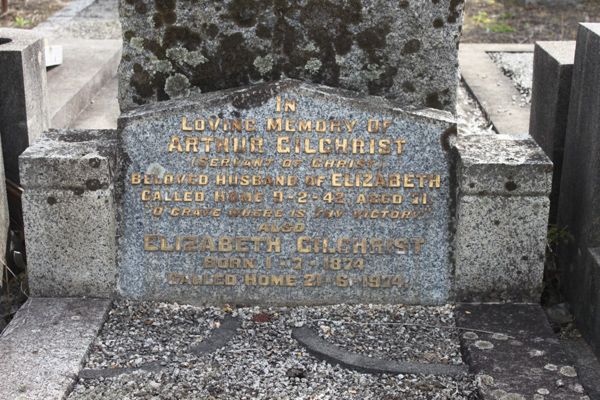 IN
LOVING MEMORY OF
ARTHUR GILCHRIST
(SERVANT OF CHRIST)
BELOVED HUSBAND OF ELIZABETH
CALLED HOME 9-2-42, AGED 71
"O GRAVE WHERE IS THY VICTORY"
ALSO
ELIZABETH GILCHRIST
BORN 1-7-1874
CALLED HOME 21-6-1974